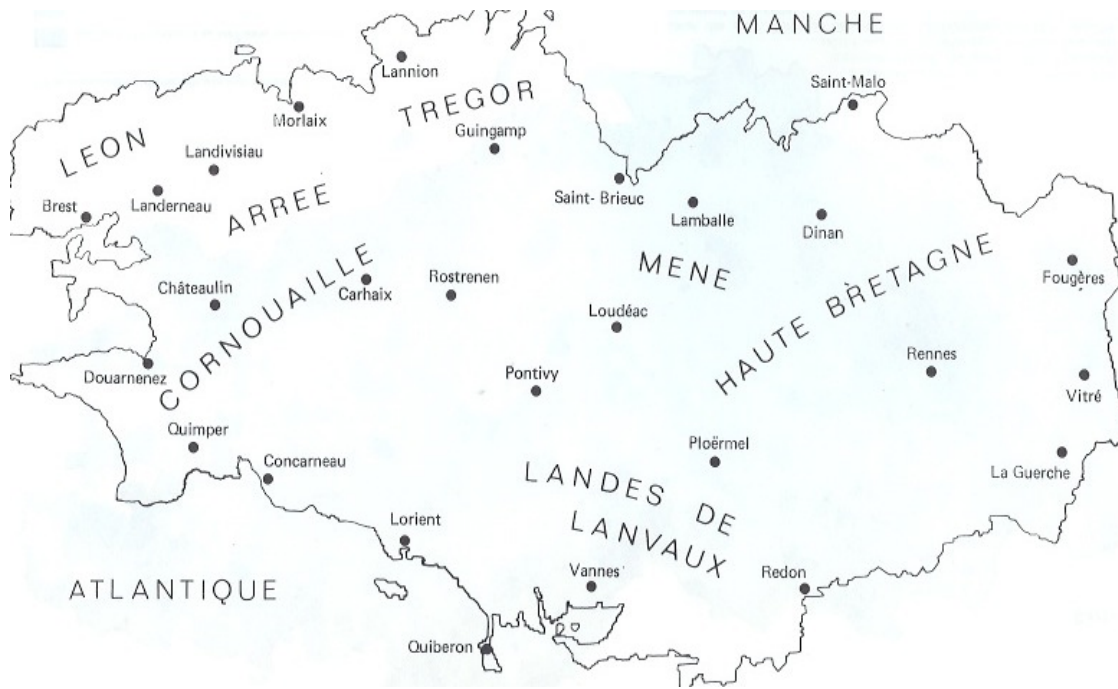 MANCHE
Lannion
Saint-Malo
TREGOR
Morlaix
Guingamp
LEON
Landivisiau
Landerneau
Saint- Brieuc
Brest
ARREE
Lamballe
Dinan
MENE
Fougères
Châteaulin
CORNOUAILLE
Carhaix
Rostrenen
Loudéac
HAUTE BRETAGNE
Rennes
Douarnenez
Pontivy
Vitré
Quimper
Ploërmel
Concarneau
La Guerche
LANDES DE
LANVAUX
Lorient
Vannes
Redon
ATLANTIQUE
Quiberon